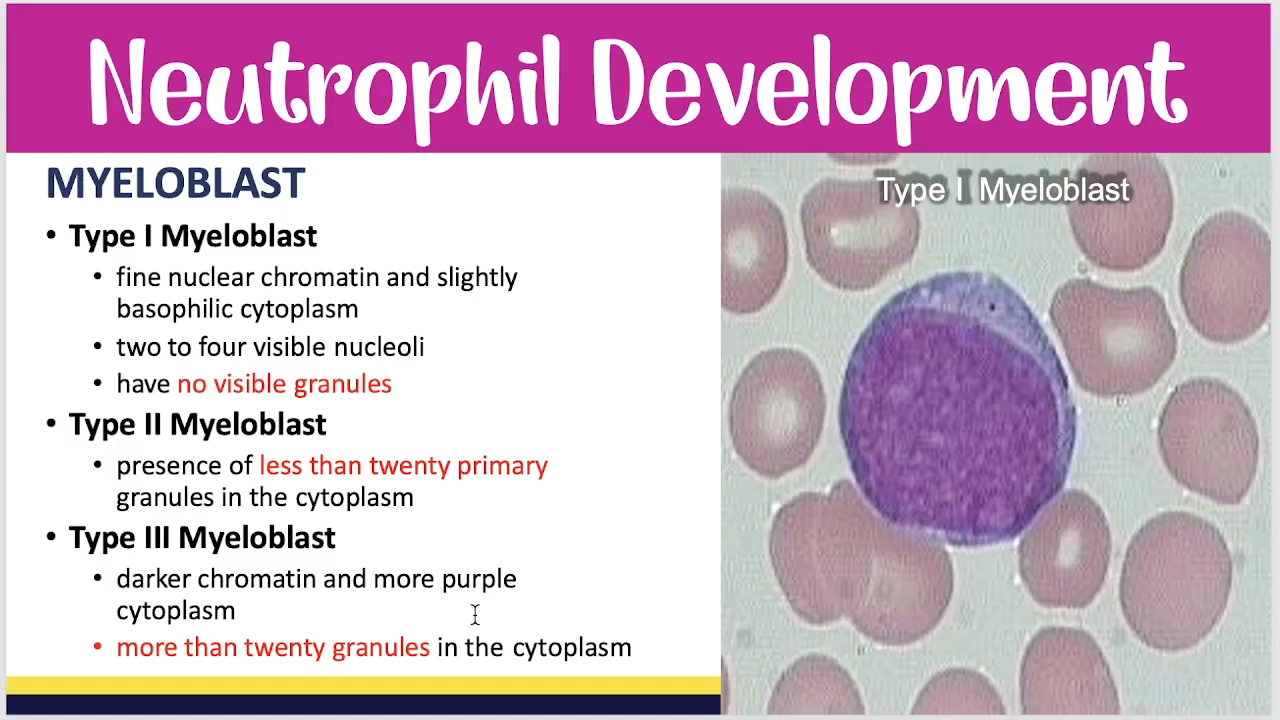 Neutrophil Development
MYELOBLAST
• Type I Myeloblast
• fine nuclear chromatin and slightly
basophilic cytoplasm
• two to four visible nucleoli
• have no visible granules
• Type II Myeloblast
• presence of less than twenty primary
granules in the cytoplasm
• Type III Myeloblast
• darker chromatin and more purple
cytoplasm
• more than twenty granules in the cytoplasm
Type I Myeloblast